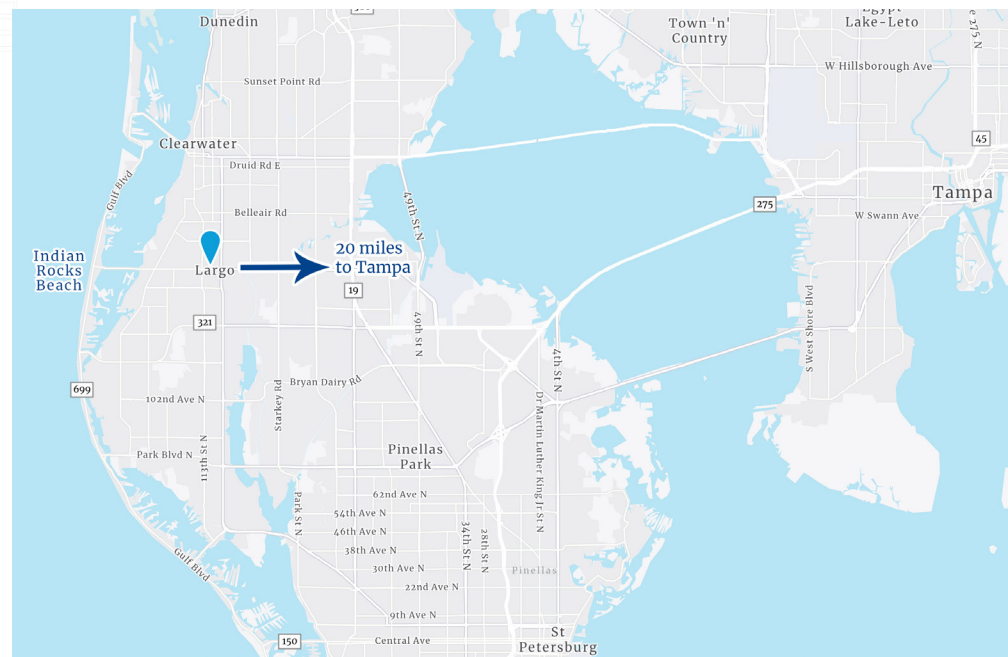 Dunedin
Town 'n'
Country
Lake-Leto
e 275 N
W Hillsborough Ave
Sunset Point Rd
Clearwater
Druid Rd E
45
Gulf Blvd
49th St N
Tampa
275
W Swann Ave
Belleair Rd
Indian
Rocks
Beach
Largo
20 miles
to Tampa
19
321
49th St N
4th St N
S West Shore Blvd
699
Bryan Dairy Rd
Starkey Rd
102nd Ave N
Dr Martin Luther King Jr St N
113th St N
Park Blvd N
Pinellas
Park
62nd Ave N
Park St N
54th Ave N
34th St N
28th St N
46th Ave N
38th Ave N
Gulf Blvd
30th Ave N
Pinellas
22nd Ave N
9th Ave N
150
Central Ave
St
Petersburg